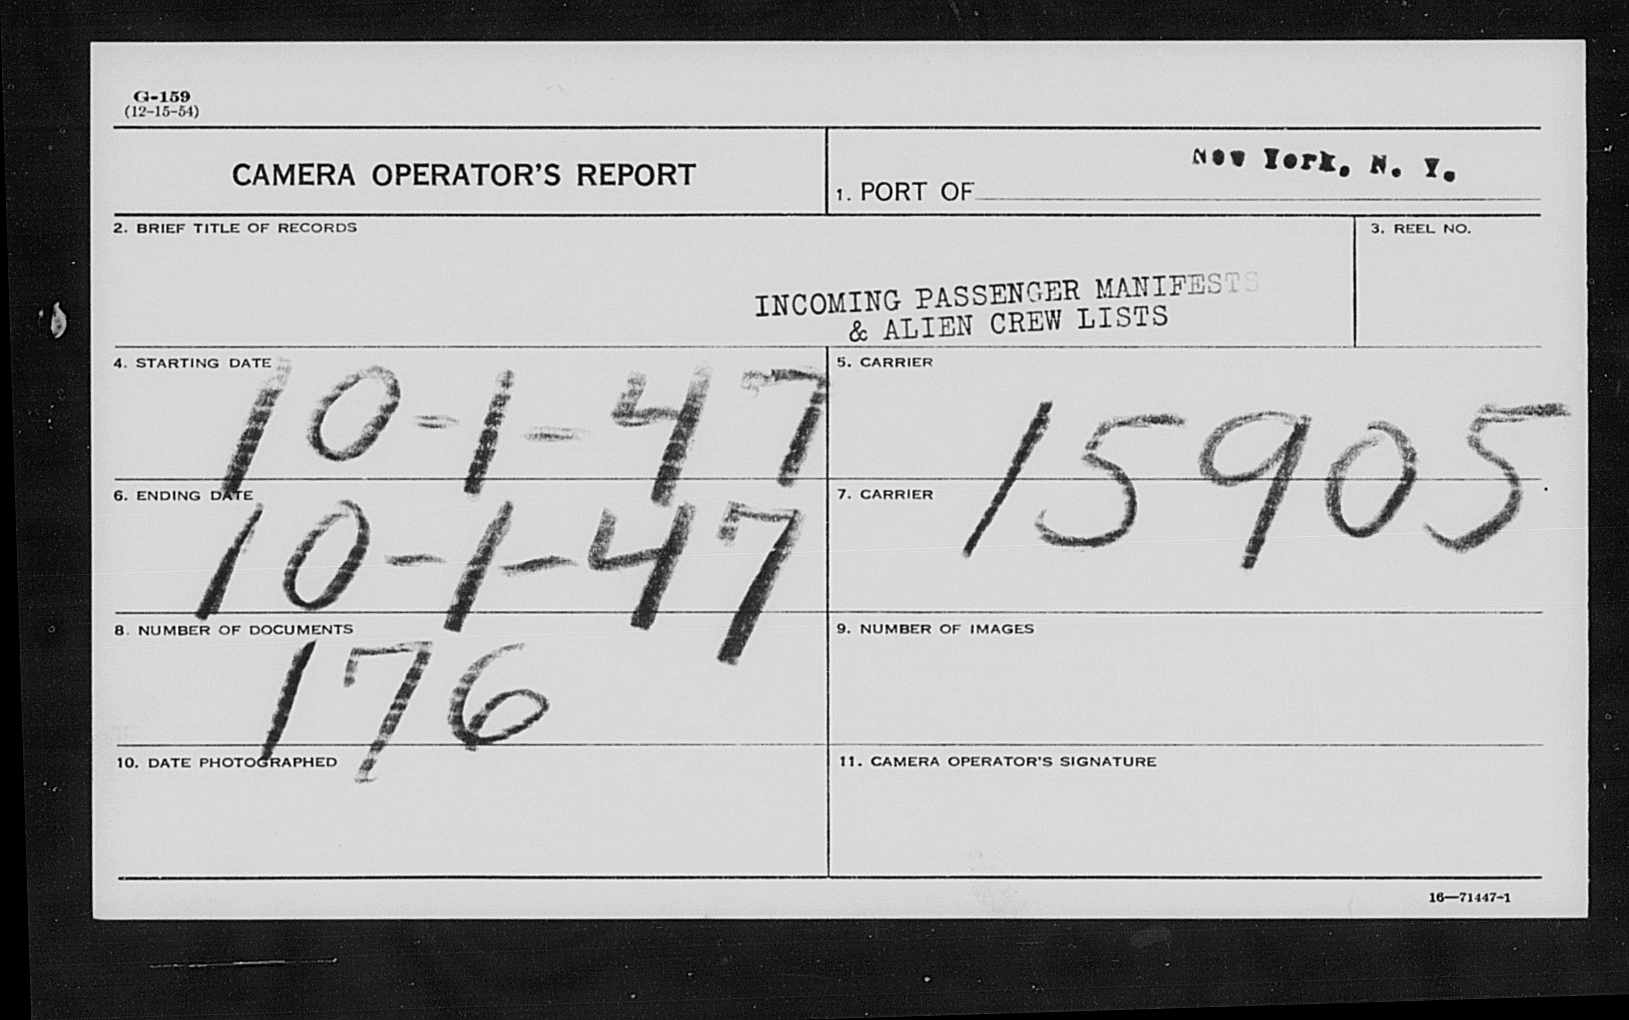 G-159
(12-15-54)
CAMERA OPERATOR'S REPORT
1. PORT OF New York, N. Y.
2. BRIEF TITLE OF RECORDS
3. REEL NO.
INCOMING PASSENGER MANIFESTS
& ALIEN CREW LISTS
4. STARTING DATE
10-1-47
5. CARRIER
15905
6. ENDING DATE
10-1-47
7. CARRIER
8. NUMBER OF DOCUMENTS
176
9. NUMBER OF IMAGES
10. DATE PHOTOGRAPHED
11. CAMERA OPERATOR'S SIGNATURE
16—71447-1